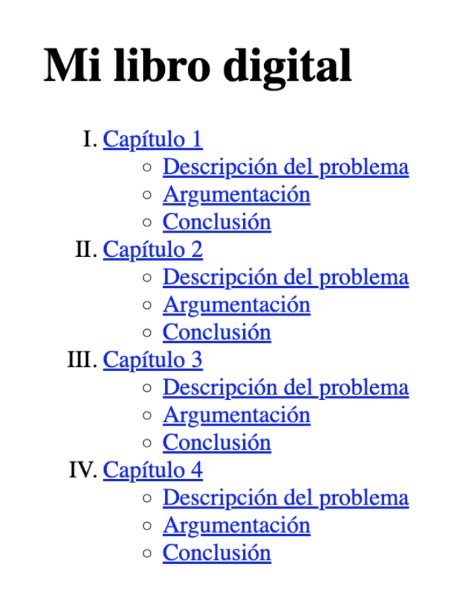 Mi libro digital
I. Capítulo 1
Descripción del problema
Argumentación
Conclusión
II. Capítulo 2
Descripción del problema
Argumentación
Conclusión
III. Capítulo 3
Descripción del problema
Argumentación
Conclusión
IV. Capítulo 4
Descripción del problema
Argumentación
Conclusión